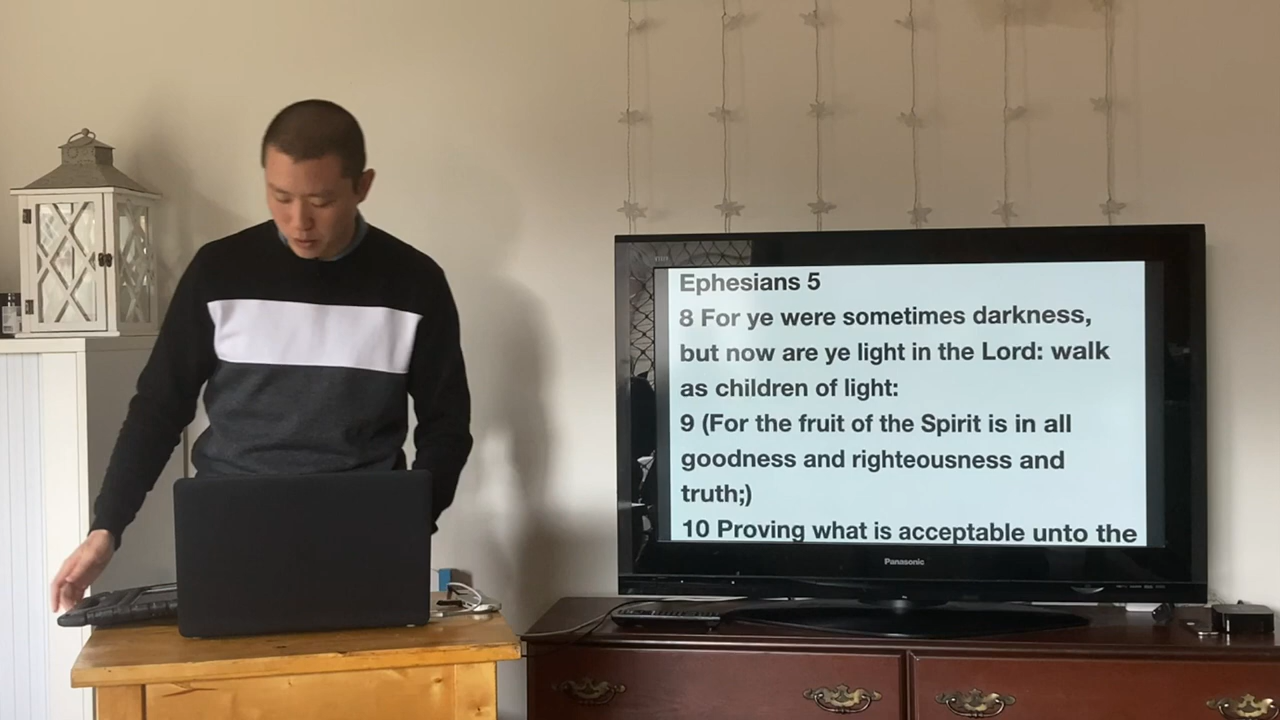 Ephesians 5
8 For ye were sometimes darkness,
but now are ye light in the Lord: walk
as children of light:
9 (For the fruit of the Spirit is in all
goodness and righteousness and
truth;)
10 Proving what is acceptable unto the
Panasonic